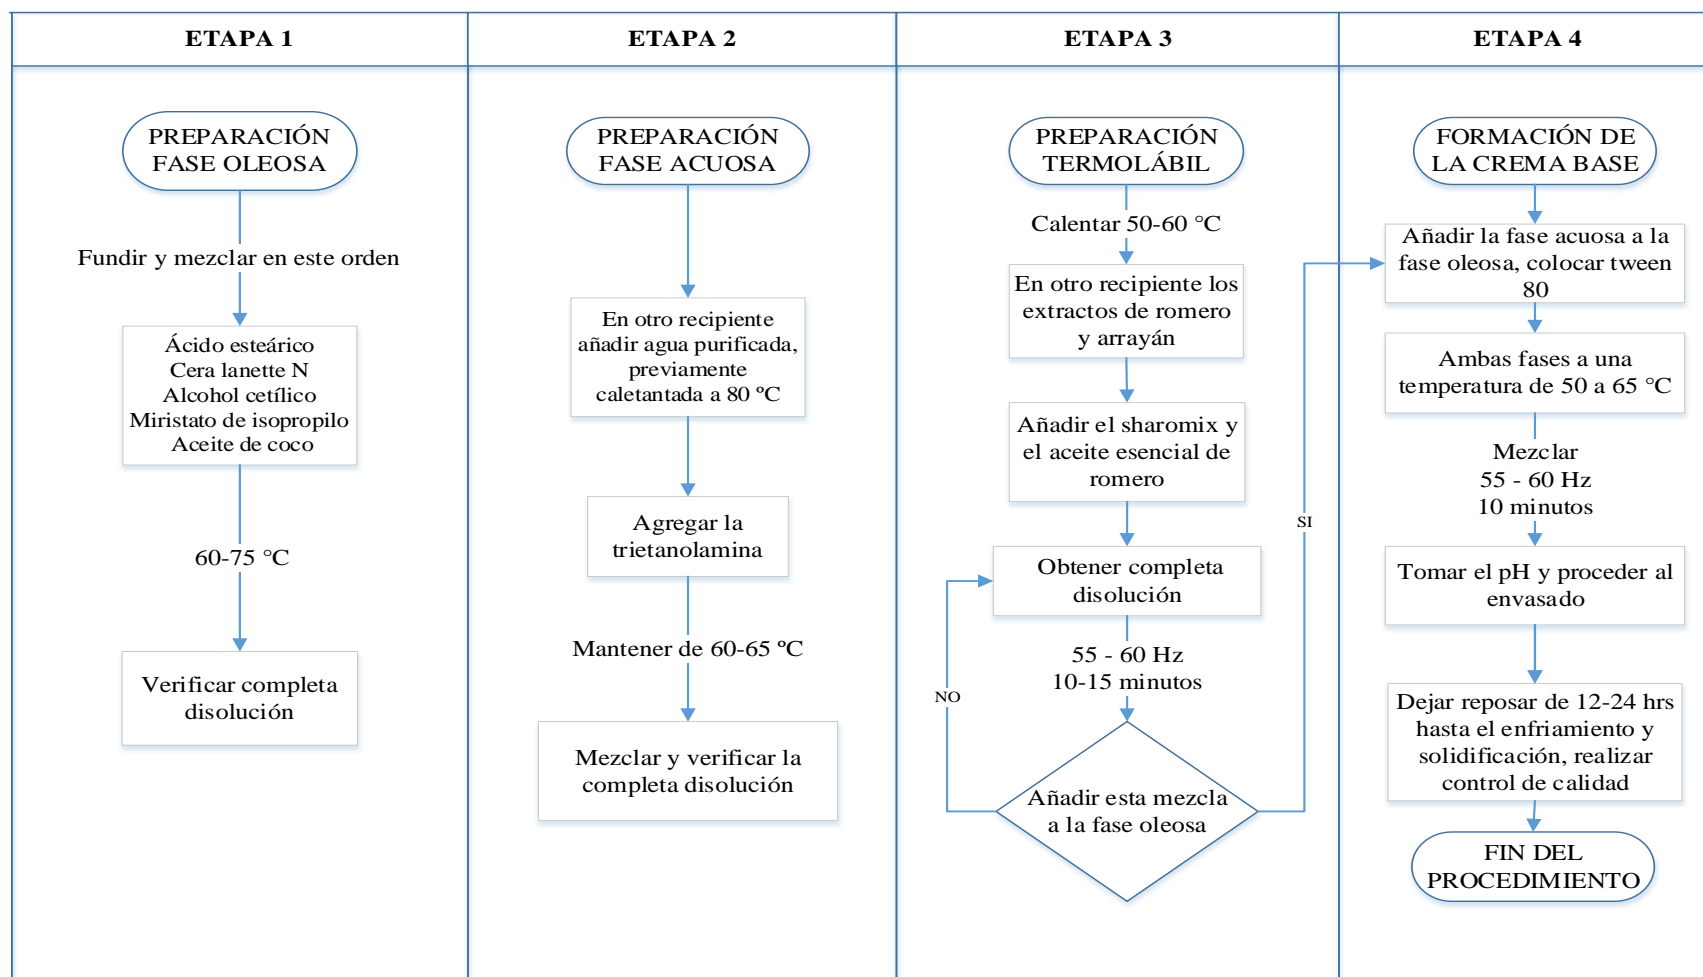 ETAPA 1
ETAPA 2
ETAPA 3
ETAPA 4
PREPARACIÓN
FASE OLEOSA
Fundir y mezclar en este orden
Ácido esteárico
Cera lanette N
Alcohol cetílico
Miristato de isopropilo
Aceite de coco
60-75 °C
Verificar completa
disolución
PREPARACIÓN
FASE ACUOSA
En otro recipiente
añadir agua purificada,
previamente
caletantada a 80 ºC
Agregar la
trietanolamina
Mantener de 60-65 ºC
Mezclar y verificar la
completa disolución
PREPARACIÓN
TERMOLÁBIL
Calentar 50-60 °C
En otro recipiente los
extractos de romero
y arrayán
Añadir el sharomix y
el aceite esencial de
romero
Obtener completa
disolución
55 - 60 Hz
10-15 minutos
NO
Añadir esta mezcla
a la fase oleosa
SI
FORMACIÓN DE
LA CREMA BASE
Añadir la fase acuosa a la
fase oleosa, colocar tween
80
Ambas fases a una
temperatura de 50 a 65 °C
Mezclar
55 - 60 Hz
10 minutos
Tomar el pH y proceder al
envasado
Dejar reposar de 12-24 hrs
hasta el enfriamiento y
solidificación, realizar
control de calidad
FIN DEL
PROCEDIMIENTO